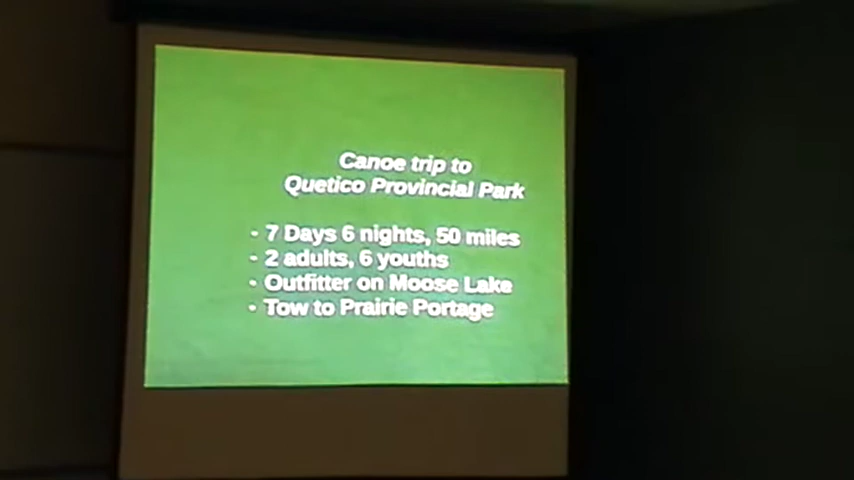 Canoe trip to
Quetico Provincial Park
- 7 Days 6 nights, 50 miles
- 2 adults, 6 youths
- Outfitter on Moose Lake
- Tow to Prairie Portage